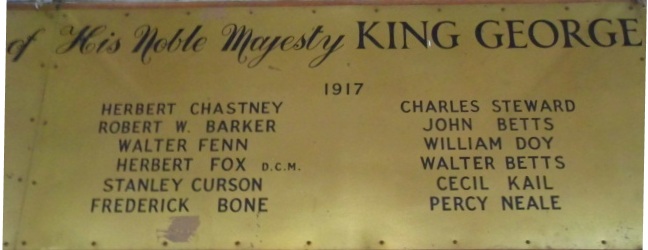 of His Noble Majesty KING GEORGE
1917
HERBERT CHASTNEY
ROBERT W. BARKER
WALTER FENN
HERBERT FOX D.C.M.
STANLEY CURSON
FREDERICK BONE
CHARLES STEWARD
JOHN BETTS
WILLIAM DOY
WALTER BETTS
CECIL KAIL
PERCY NEALE